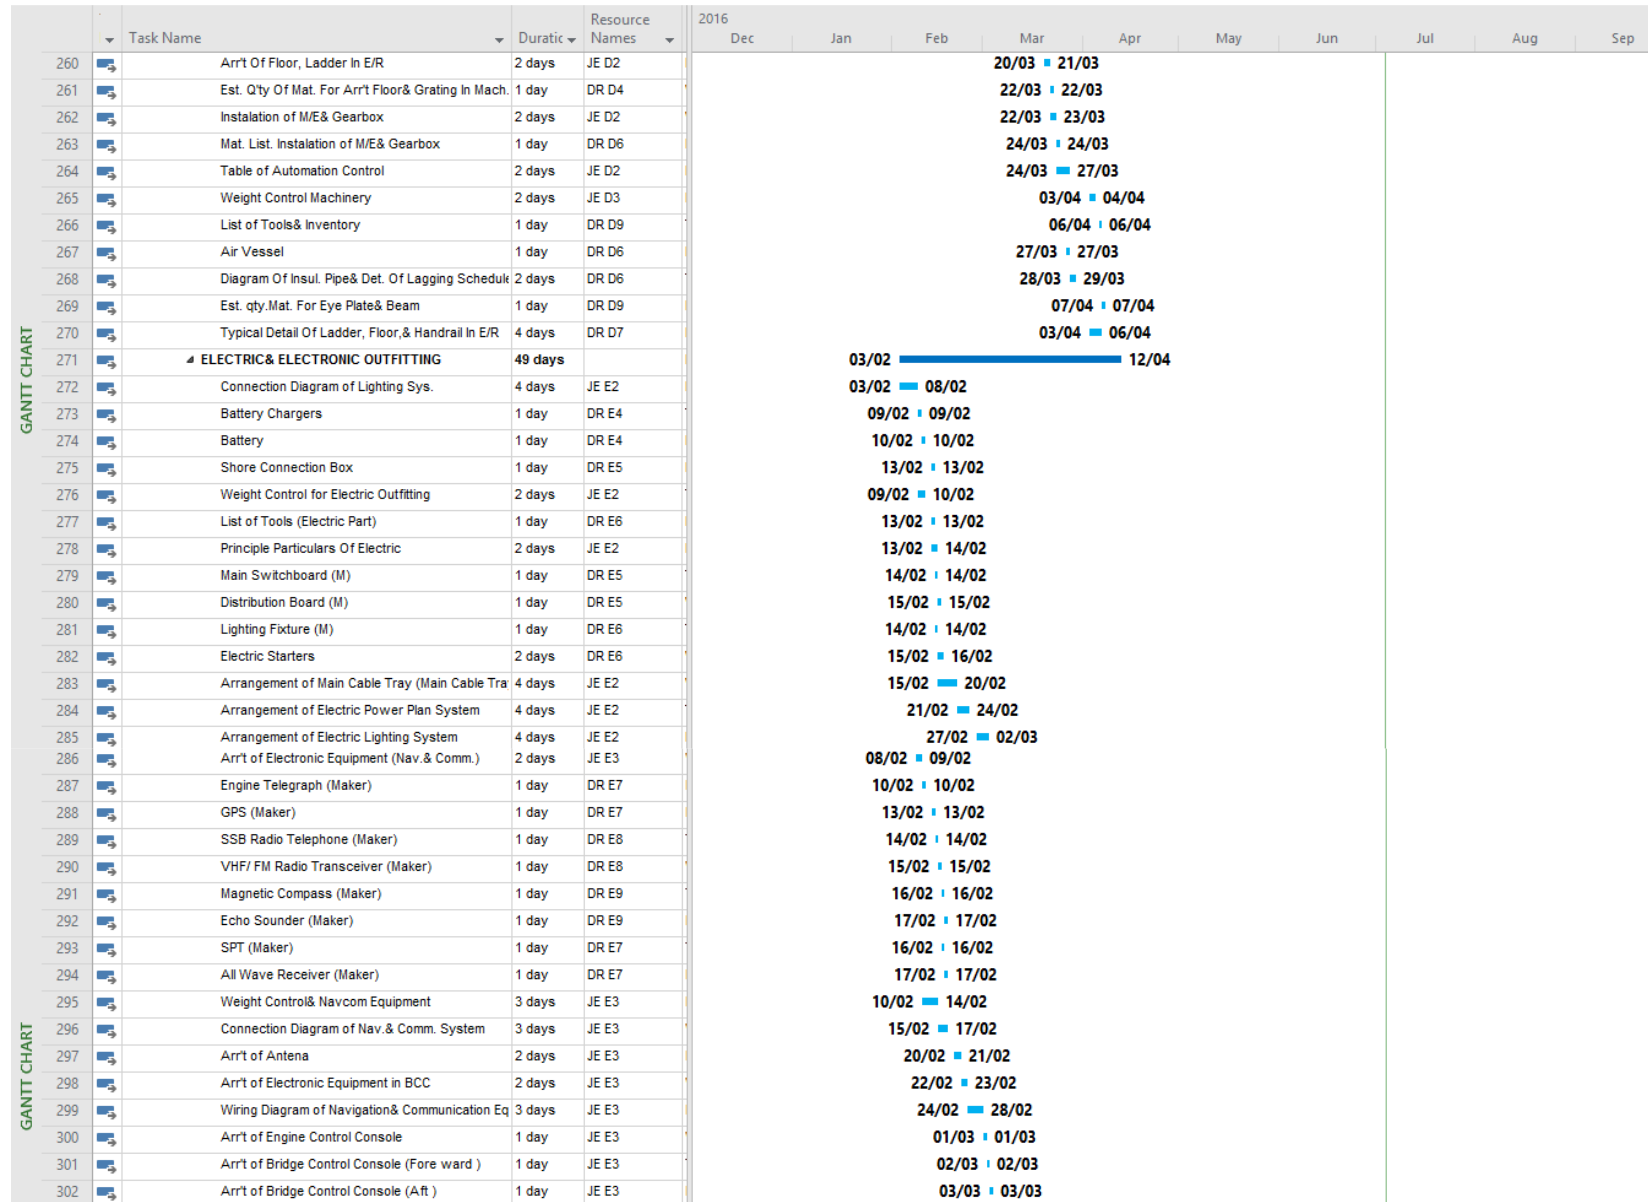 2016
Resource
Task Name Duratic Names Dec Jan Feb Mar Apr May Jun Jul Aug Sep
260 Arr't Of Floor, Ladder In E/R 2 days JE D2 20/03 21/03
261 Est. Q'ty Of Mat. For Arr't Floor& Grating In Mach. 1 day DR D4 22/03 22/03
262 Instalation of M/E& Gearbox 2 days JE D2 22/03 23/03
263 Mat. List. Instalation of M/E& Gearbox 1 day DR D6 24/03 24/03
264 Table of Automation Control 2 days JE D2 24/03 27/03
265 Weight Control Machinery 2 days JE D3 03/04 04/04
266 List of Tools& Inventory 1 day DR D9 06/04 06/04
267 Air Vessel 1 day DR D6 27/03 27/03
268 Diagram Of Insul. Pipe& Det. Of Lagging Schedule 2 days DR D6 28/03 29/03
269 Est. qty.Mat. For Eye Plate& Beam 1 day DR D9 07/04 07/04
270 Typical Detail Of Ladder, Floor,& Handrail In E/R 4 days DR D7 03/04 06/04
271 ELECTRIC& ELECTRONIC OUTFITTING 49 days 03/02 12/04
272 Connection Diagram of Lighting Sys. 4 days JE E2 03/02 08/02
273 Battery Chargers 1 day DR E4 09/02 09/02
274 Battery 1 day DR E4 10/02 10/02
275 Shore Connection Box 1 day DR E5 13/02 13/02
276 Weight Control for Electric Outfitting 2 days JE E2 09/02 10/02
277 List of Tools (Electric Part) 1 day DR E6 13/02 13/02
278 Principle Particulars Of Electric 2 days JE E2 13/02 14/02
279 Main Switchboard (M) 1 day DR E5 14/02 14/02
280 Distribution Board (M) 1 day DR E5 15/02 15/02
281 Lighting Fixture (M) 1 day DR E6 14/02 14/02
282 Electric Starters 2 days DR E6 15/02 16/02
283 Arrangement of Main Cable Tray (Main Cable Tra 4 days JE E2 15/02 20/02
284 Arrangement of Electric Power Plan System 4 days JE E2 21/02 24/02
285 Arrangement of Electric Lighting System 4 days JE E2 27/02 02/03
286 Arr't of Electronic Equipment (Nav.& Comm.) 2 days JE E3 08/02 09/02
287 Engine Telegraph (Maker) 1 day DR E7 10/02 10/02
288 GPS (Maker) 1 day DR E7 13/02 13/02
289 SSB Radio Telephone (Maker) 1 day DR E8 14/02 14/02
290 VHF/ FM Radio Transceiver (Maker) 1 day DR E8 15/02 15/02
291 Magnetic Compass (Maker) 1 day DR E9 16/02 16/02
292 Echo Sounder (Maker) 1 day DR E9 17/02 17/02
293 SPT (Maker) 1 day DR E7 16/02 16/02
294 All Wave Receiver (Maker) 1 day DR E7 17/02 17/02
295 Weight Control& Navcom Equipment 3 days JE E3 10/02 14/02
296 Connection Diagram of Nav.& Comm. System 3 days JE E3 15/02 17/02
297 Arr't of Antena 2 days JE E3 20/02 21/02
298 Arr't of Electronic Equipment in BCC 2 days JE E3 22/02 23/02
299 Wiring Diagram of Navigation& Communication Eq 3 days JE E3 24/02 28/02
300 Arr't of Engine Control Console 1 day JE E3 01/03 01/03
301 Arr't of Bridge Control Console (Fore ward ) 1 day JE E3 02/03 02/03
302 Arr't of Bridge Control Console (Aft ) 1 day JE E3 03/03 03/03
GANTT CHART
GANTT CHART